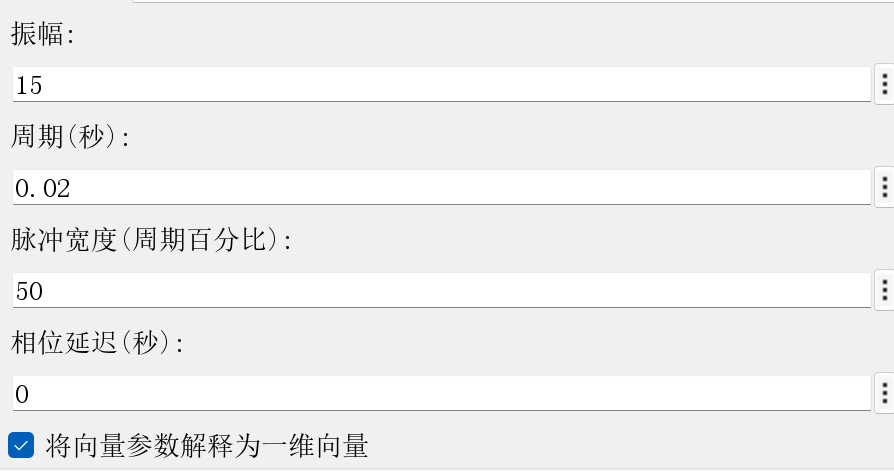 振幅:
15
周期(秒):
0.02
脉冲宽度(周期百分比):
50
相位延迟(秒):
0
将向量参数解释为一维向量